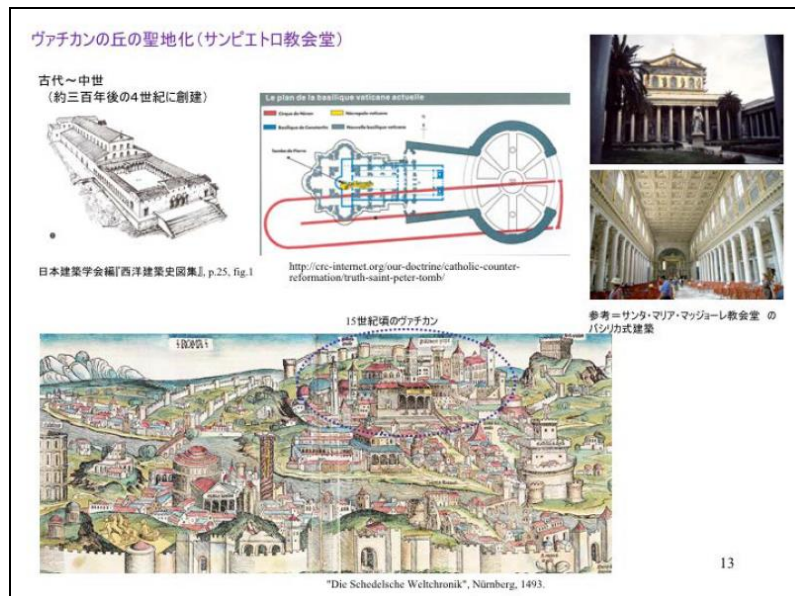 ヴァチカンの丘の聖地化(サンピエトロ教会堂)
古代～中世
(約三百年後の4世紀に創建)
日本建築学会編『西洋建築史図集』, p.25, fig.1
Le plan de la basilique vaticane actuelle
Cirque de Néron
Nécropole vaticane
Basilique de Constantin
Nouvelle basilique vaticane
Tombe de Pierre
http://crc-internet.org/our-doctrine/catholic-counter-
reformation/truth-saint-peter-tomb/
参考=サンタ・マリア・マッジョーレ教会堂 の
バシリカ式建築
15世紀頃のヴァチカン
ROMA
"Die Schedelsche Weltchronik", Nürnberg, 1493.
13